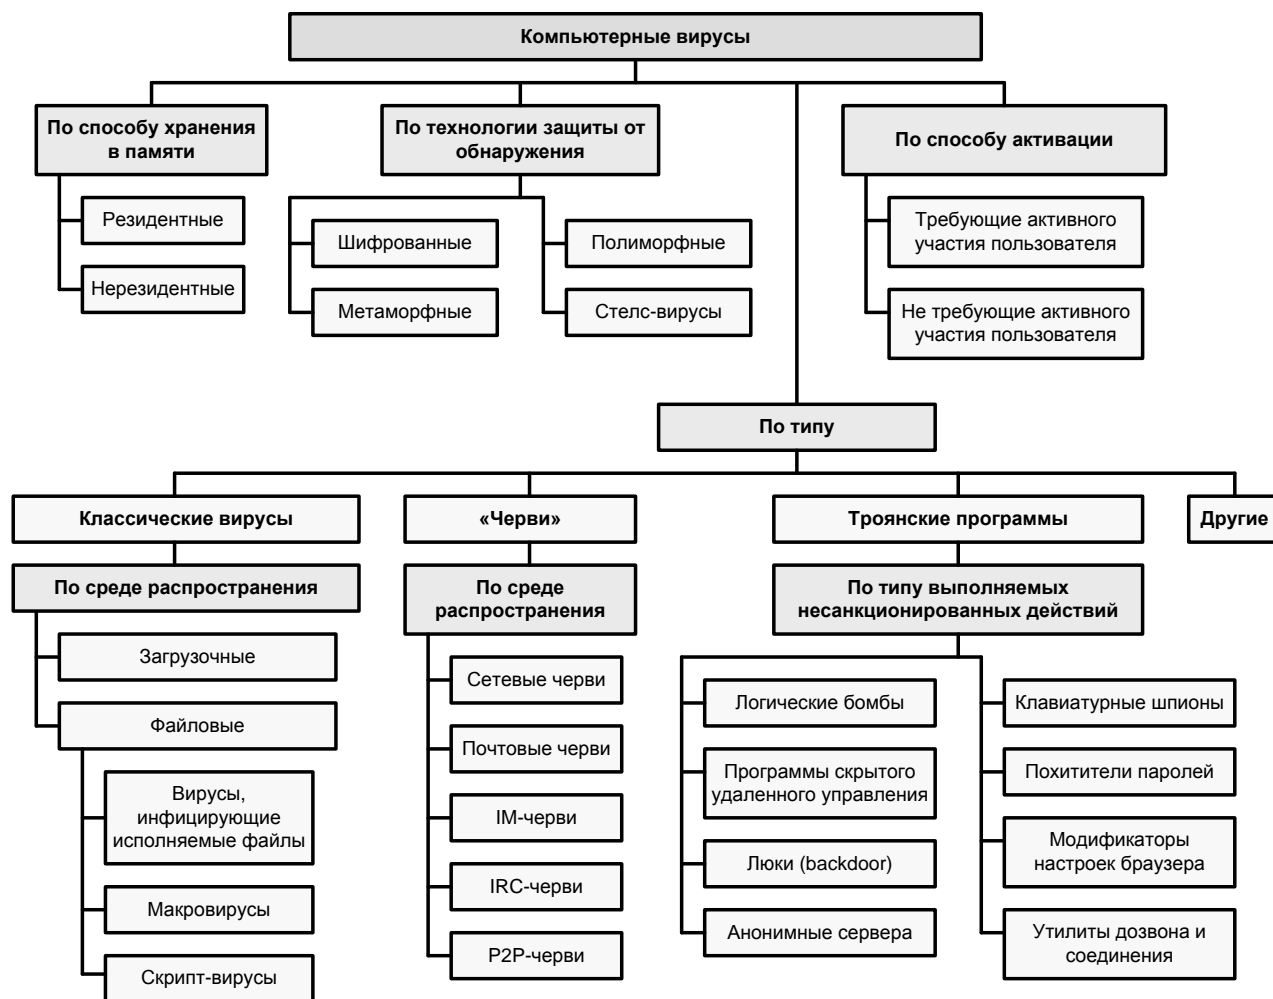 Компьютерные вирусы
По способу хранения
в памяти
По технологии защиты от
обнаружения
По способу активации
Резидентные
Нерезидентные
Шифрованные
Полиморфные
Метаморфные
Стелс-вирусы
Требующие активного
участия пользователя
Не требующие активного
участия пользователя
По типу
Классические вирусы
«Черви»
Троянские программы
Другие
По среде распространения
По среде
распространения
По типу выполняемых
несанкционированных действий
Загрузочные
Файловые
Вирусы,
инфицирующие
исполняемые файлы
Макровирусы
Скрипт-вирусы
Сетевые черви
Почтовые черви
IM-черви
IRC-черви
P2P-черви
Логические бомбы
Программы скрытого
удаленного управления
Люки (backdoor)
Анонимные сервера
Клавиатурные шпионы
Похитители паролей
Модификаторы
настроек браузера
Утилиты дозвона и
соединения